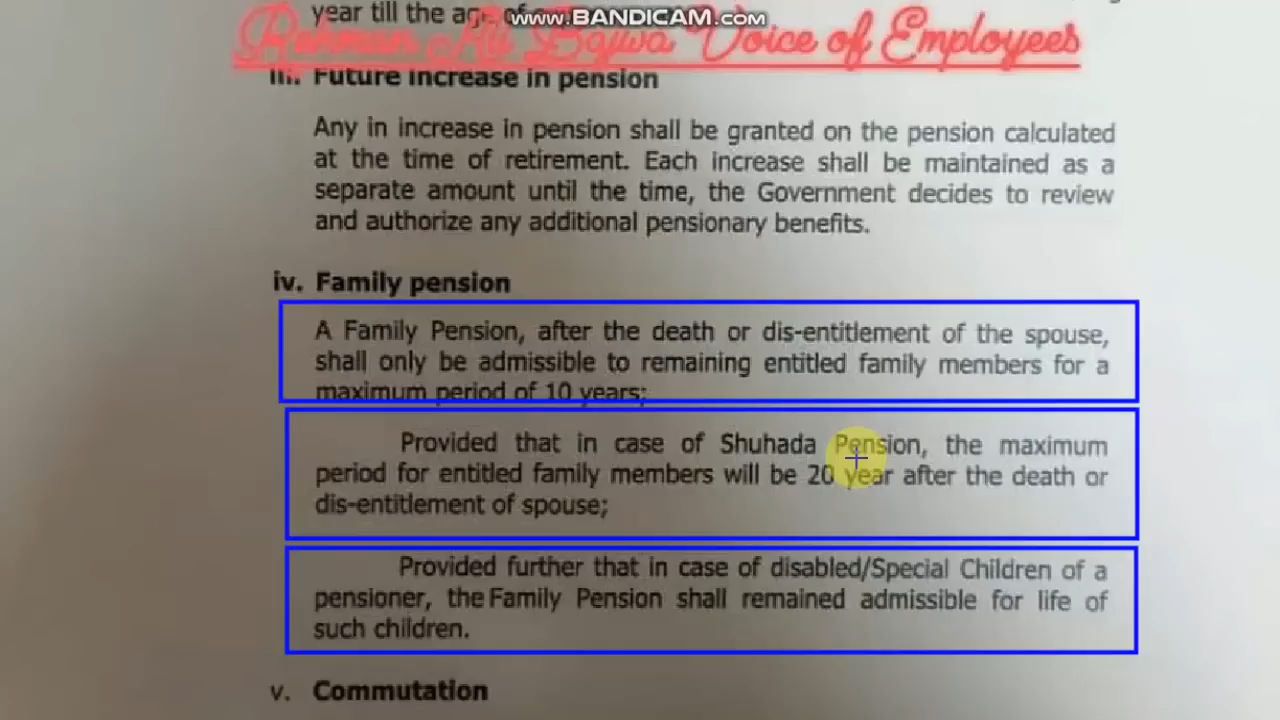 year till the age of
www.BANDICAM.com
Rehman Ali Bajwa Voice of Employees
iii. Future increase in pension
Any in increase in pension shall be granted on the pension calculated
at the time of retirement. Each increase shall be maintained as a
separate amount until the time, the Government decides to review
and authorize any additional pensionary benefits.
iv. Family pension
A Family Pension, after the death or dis-entitlement of the spouse,
shall only be admissible to remaining entitled family members for a
maximum period of 10 years;
Provided that in case of Shuhada Pension, the maximum
period for entitled family members will be 20 year after the death or
dis-entitlement of spouse;
Provided further that in case of disabled/Special Children of a
pensioner, the Family Pension shall remained admissible for life of
such children.
v. Commutation